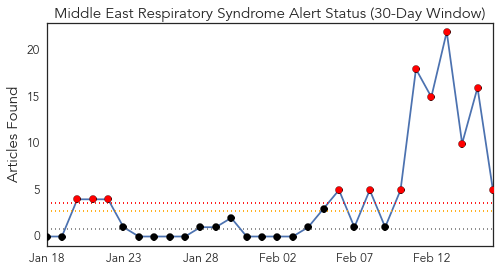 Middle East Respiratory Syndrome Alert Status (30-Day Window)
Articles Found
20
15
10
5
0
Jan 18 Jan 23 Jan 28 Feb 02 Feb 07 Feb 12